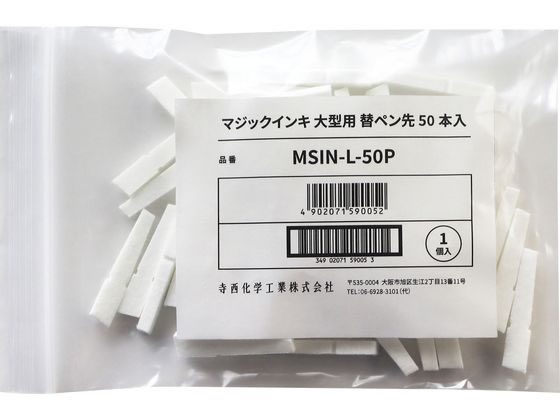 マジックインキ 大型用 替ペン先 50 本入
品番 MSIN-L-50P
4 902071 590052
349 02071 59005 3
1
個入
寺西化学工業株式会社
〒535-0004 大阪市旭区生江2丁目13番11号
TEL:06-6928-3101(代)